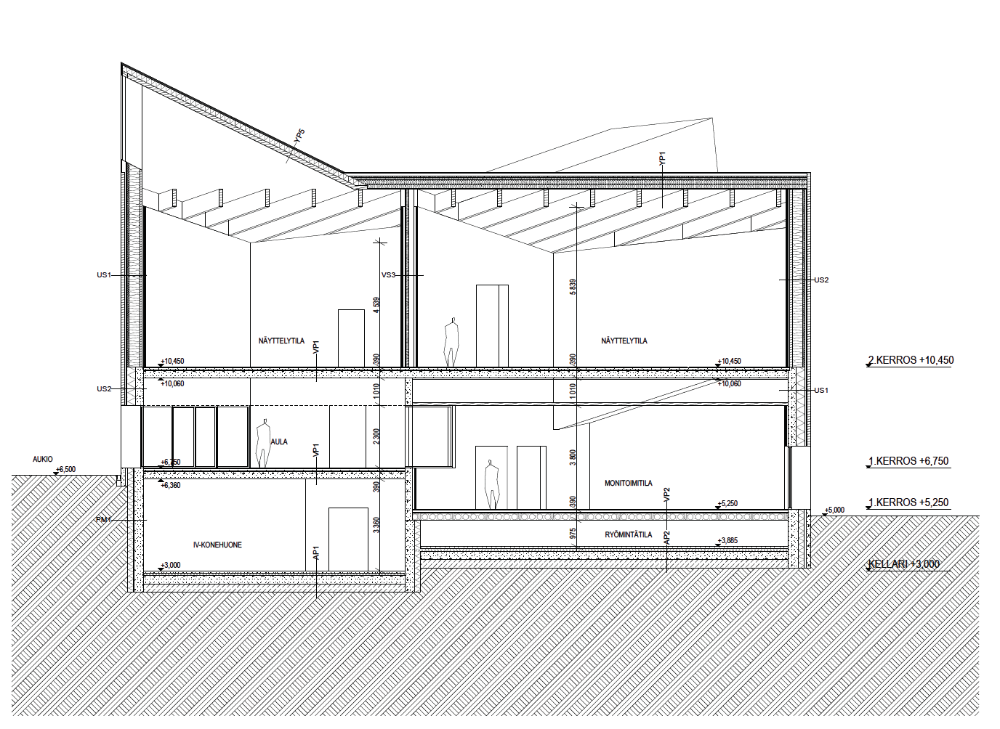 YP5
YP1
US1
VS3
US2
4 539
5 839
NÄYTTELYTILA
VP1
NÄYTTELYTILA
+10,450
390
390
+10,450
2.KERROS +10,450
+10,060
+10,060
US2
1 010
1 010
US1
AULA
2 300
VP1
3 800
AUKIO
+6,500
+6,750
1.KERROS +6,750
+6,360
390
MONITOIMITILA
VP2
390
+5,250
1.KERROS +5,250
+5,000
PM1
3 360
975
RYÖMINTÄTILA
AP2
+3,885
IV-KONEHUONE
AP1
+3,000
KELLARI +3,000